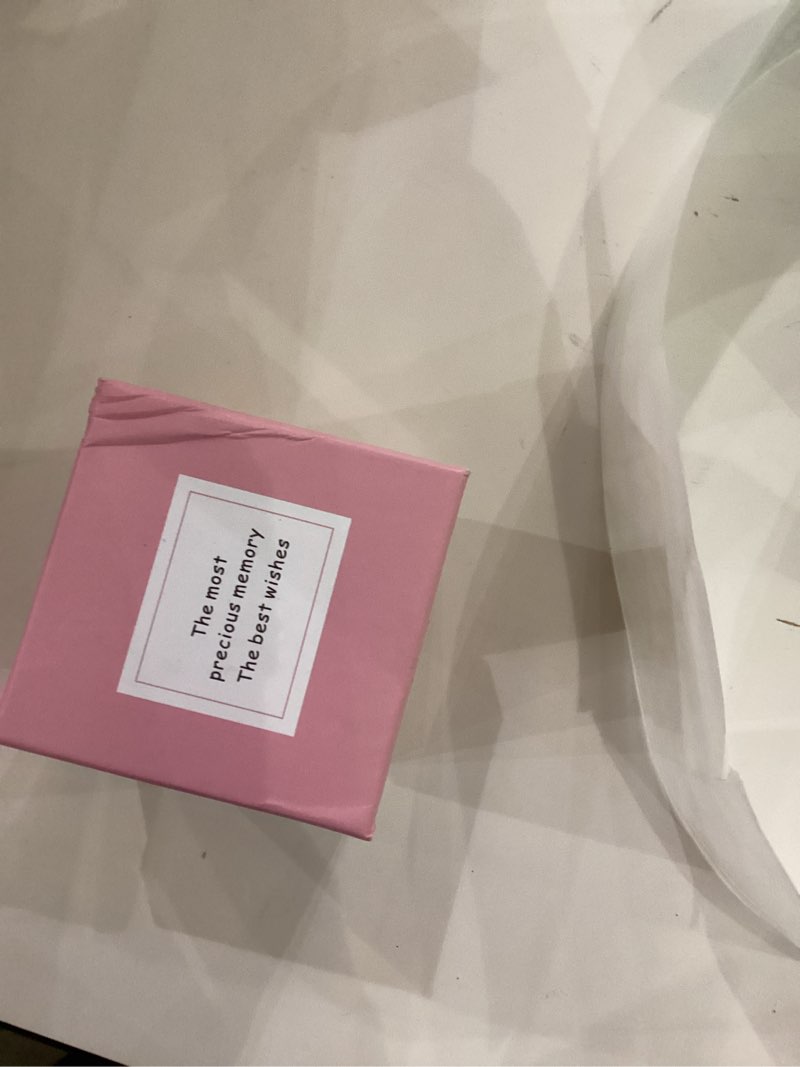 The most
precious memory
The best wishes